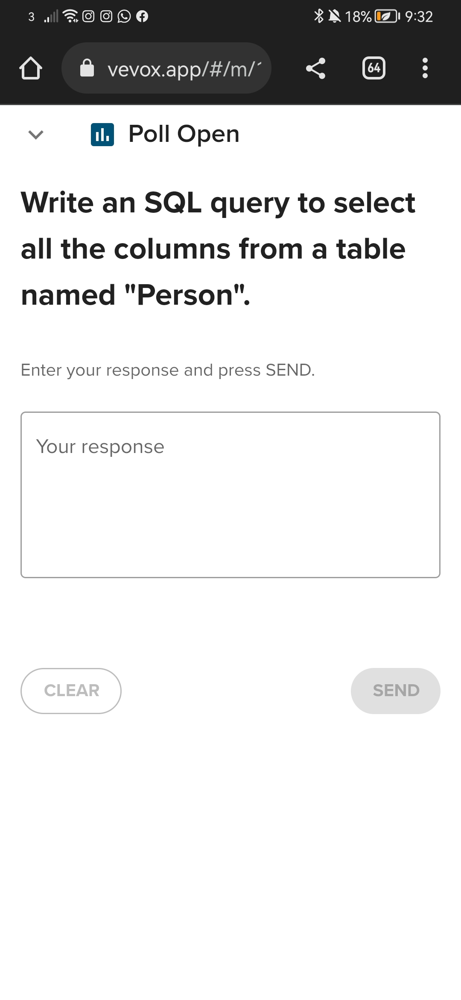 3 18% 9:32
vevox.app/#/m/ 64
Poll Open
Write an SQL query to select
all the columns from a table
named "Person".
Enter your response and press SEND.
Your response
CLEAR SEND